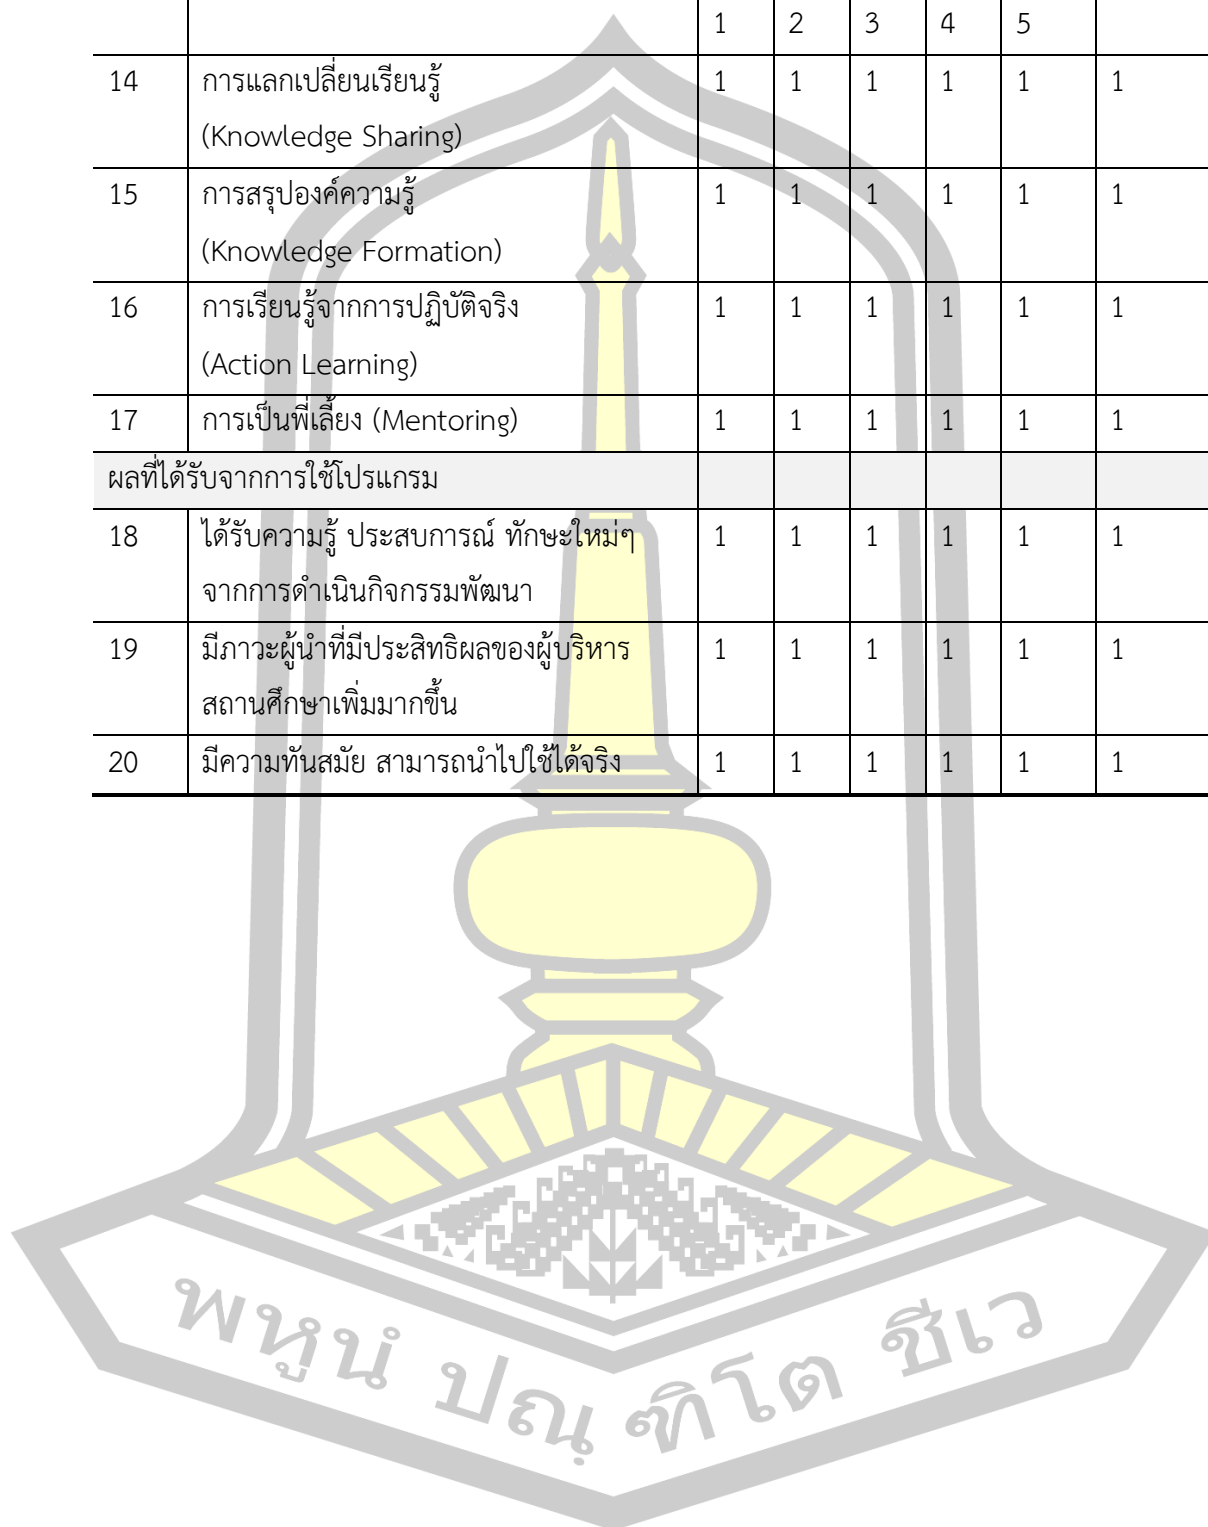 1 2 3 4 5
14 การแลกเปลี่ยนเรียนรู้ 1 1 1 1 1 1
(Knowledge Sharing)
15 การสรุปองค์ความรู้ 1 1 1 1 1 1
(Knowledge Formation)
16 การเรียนรู้จากการปฏิบัติจริง 1 1 1 1 1 1
(Action Learning)
17 การเป็นพี่เลี้ยง (Mentoring) 1 1 1 1 1 1
ผลที่ได้รับจากการใช้โปรแกรม
18 ได้รับความรู้ ประสบการณ์ ทักษะใหม่ๆ 1 1 1 1 1 1
จากการดำเนินกิจกรรมพัฒนา
19 มีภาวะผู้นำที่มีประสิทธิผลของผู้บริหาร 1 1 1 1 1 1
สถานศึกษาเพิ่มมากขึ้น
20 มีความทันสมัย สามารถนำไปใช้ได้จริง 1 1 1 1 1 1
พหูนํ ปณฺฑิโต ชีเว